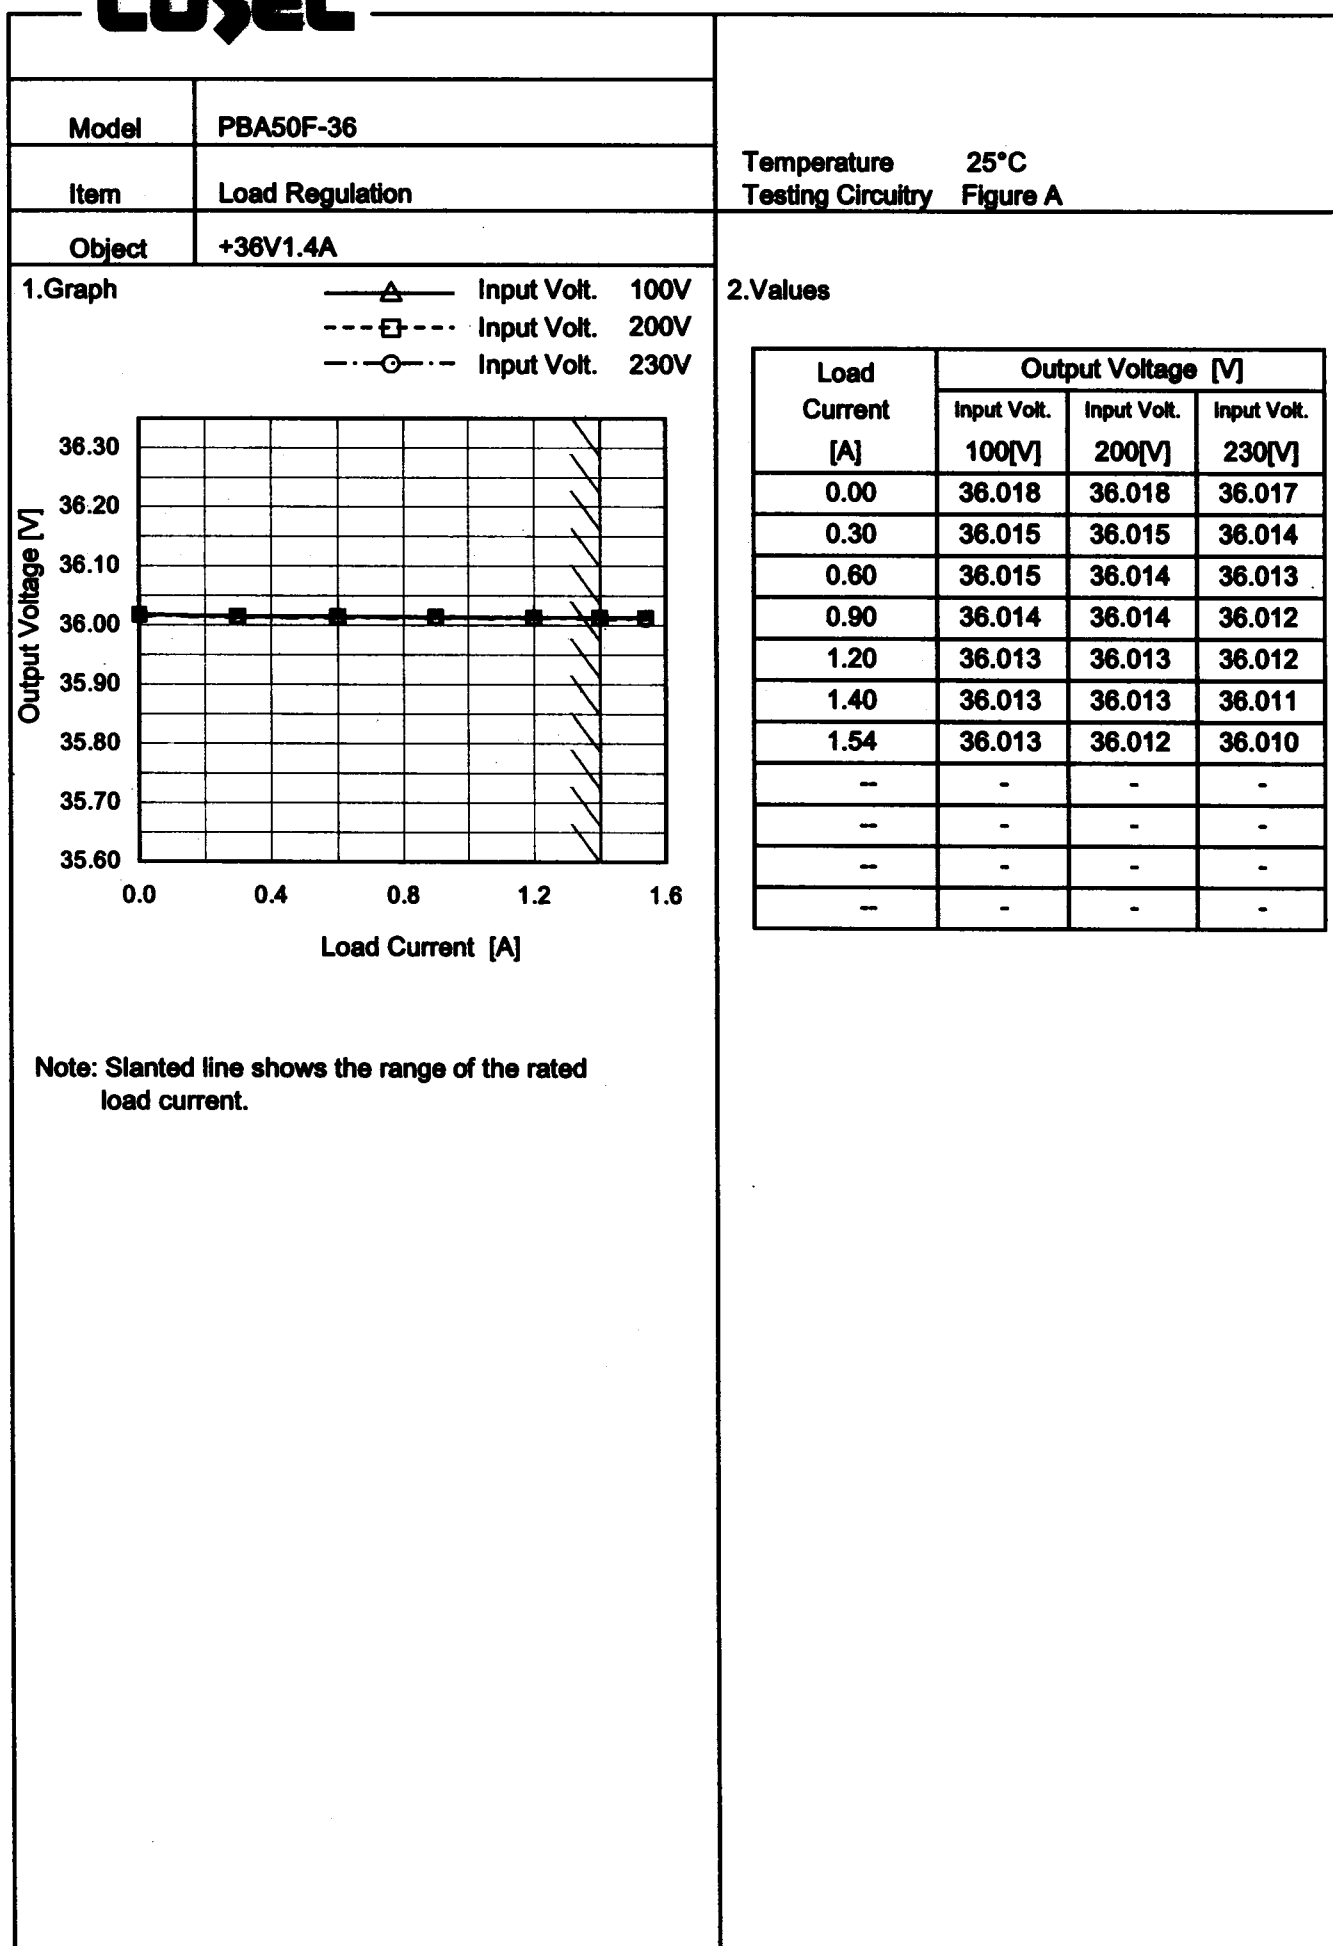 COSEL
Model PBA50F-36
Item Load Regulation
Object +36V1.4A
Temperature 25°C
Testing Circuitry Figure A
1.Graph
Input Volt. 100V
Input Volt. 200V
Input Volt. 230V
Output Voltage [V]
36.30
36.20
36.10
36.00
35.90
35.80
35.70
35.60
0.0 0.4 0.8 1.2 1.6
Load Current [A]
Note: Slanted line shows the range of the rated
load current.
2.Values
Load Current [A] Output Voltage [V]
Input Volt. 100[V] Input Volt. 200[V] Input Volt. 230[V]
0.00 36.018 36.018 36.017
0.30 36.015 36.015 36.014
0.60 36.015 36.014 36.013
0.90 36.014 36.014 36.012
1.20 36.013 36.013 36.012
1.40 36.013 36.013 36.011
1.54 36.013 36.012 36.010
-- - - -
-- - - -
-- - - -
-- - - -